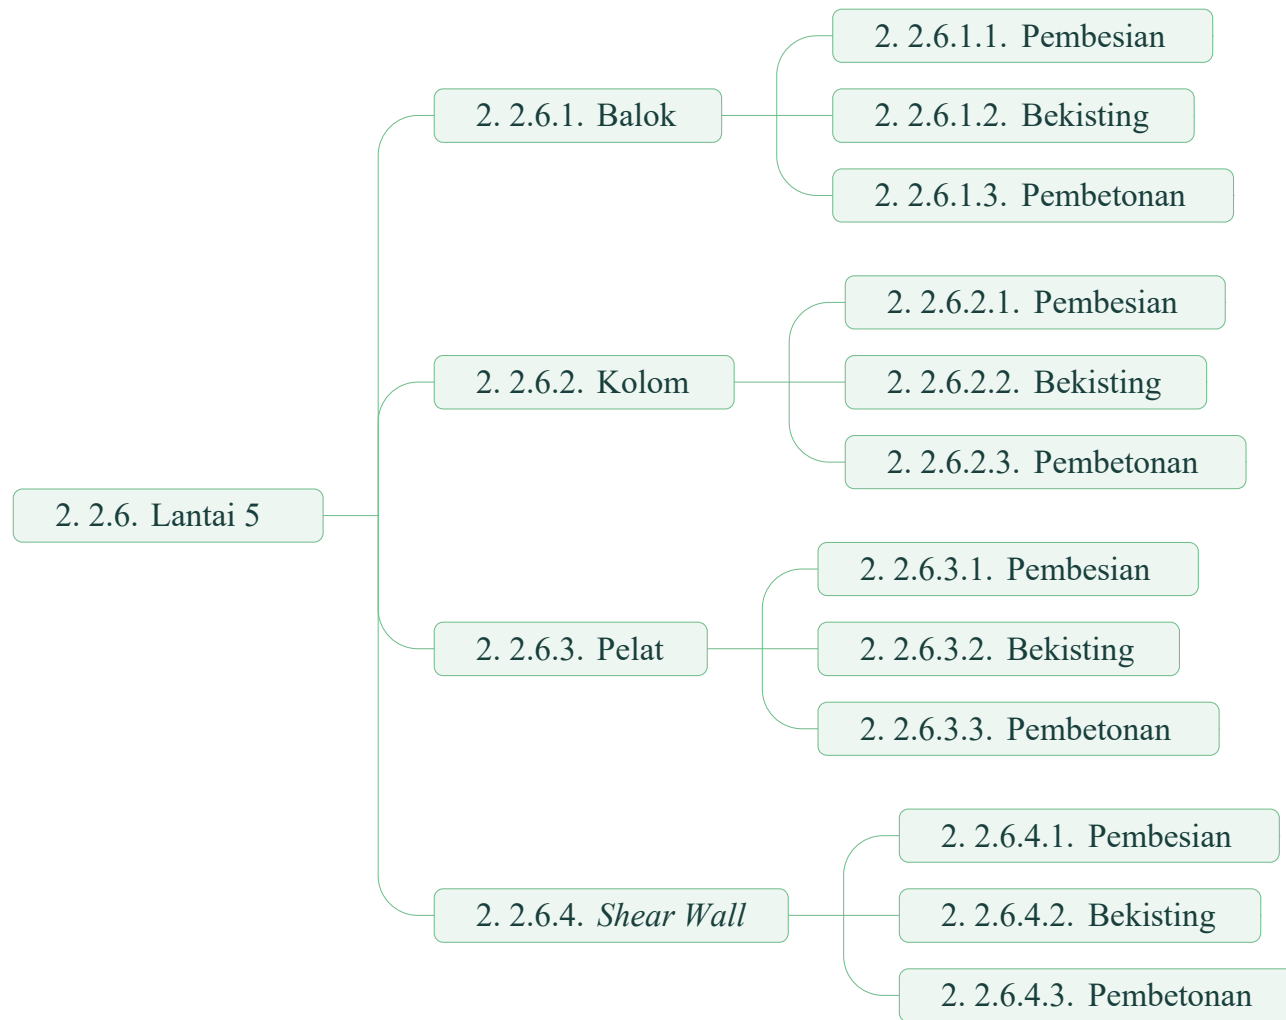 2. 2.6. Lantai 5
2. 2.6.1. Balok
2. 2.6.1.1. Pembesian
2. 2.6.1.2. Bekisting
2. 2.6.1.3. Pembetonan
2. 2.6.2. Kolom
2. 2.6.2.1. Pembesian
2. 2.6.2.2. Bekisting
2. 2.6.2.3. Pembetonan
2. 2.6.3. Pelat
2. 2.6.3.1. Pembesian
2. 2.6.3.2. Bekisting
2. 2.6.3.3. Pembetonan
2. 2.6.4. Shear Wall
2. 2.6.4.1. Pembesian
2. 2.6.4.2. Bekisting
2. 2.6.4.3. Pembetonan